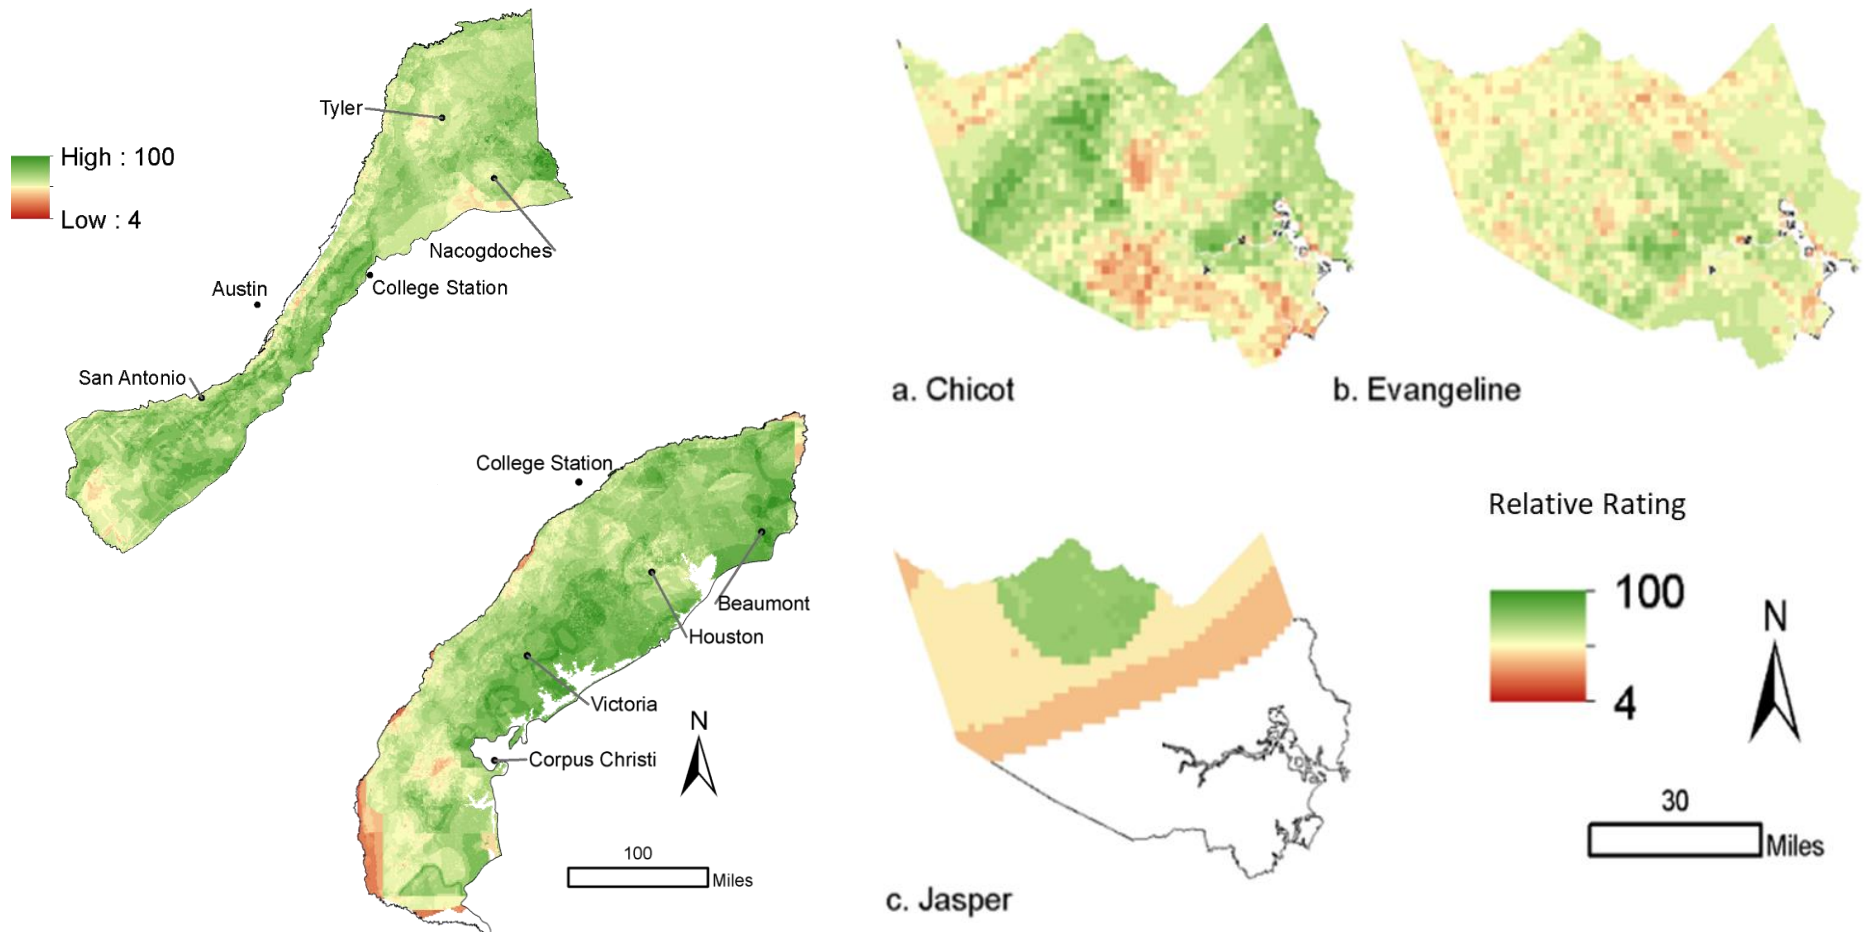 Tyler
High : 100
Low : 4
Nacogdoches
Austin
College Station
San Antonio
College Station
Beaumont
Houston
Victoria
N
Corpus Christi
100
Miles
a. Chicot
b. Evangeline
Relative Rating
100
4
N
30
Miles
c. Jasper